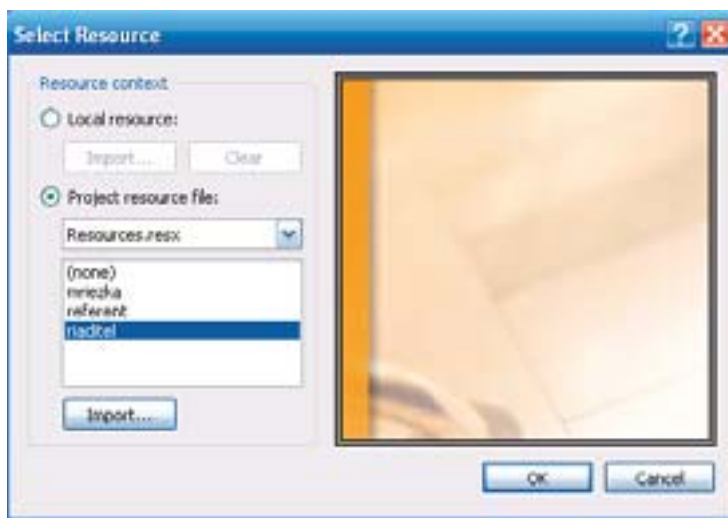 Select Resource
Resource context
Local resource:
Import... Clear
Project resource file:
Resources.resx
(none)
mriezka
referent
riaditel
Import...
OK Cancel